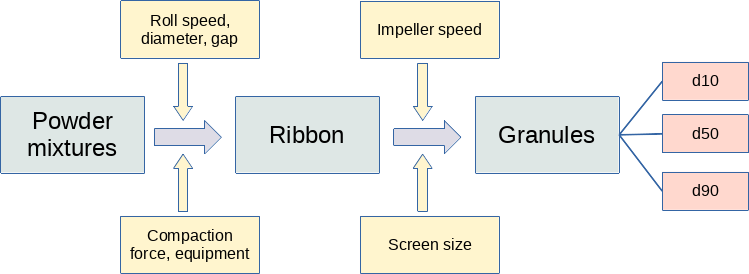 Roll speed,
diameter, gap
Impeller speed
Powder
mixtures
Ribbon
Granules
d10
d50
d90
Compaction
force, equipment
Screen size